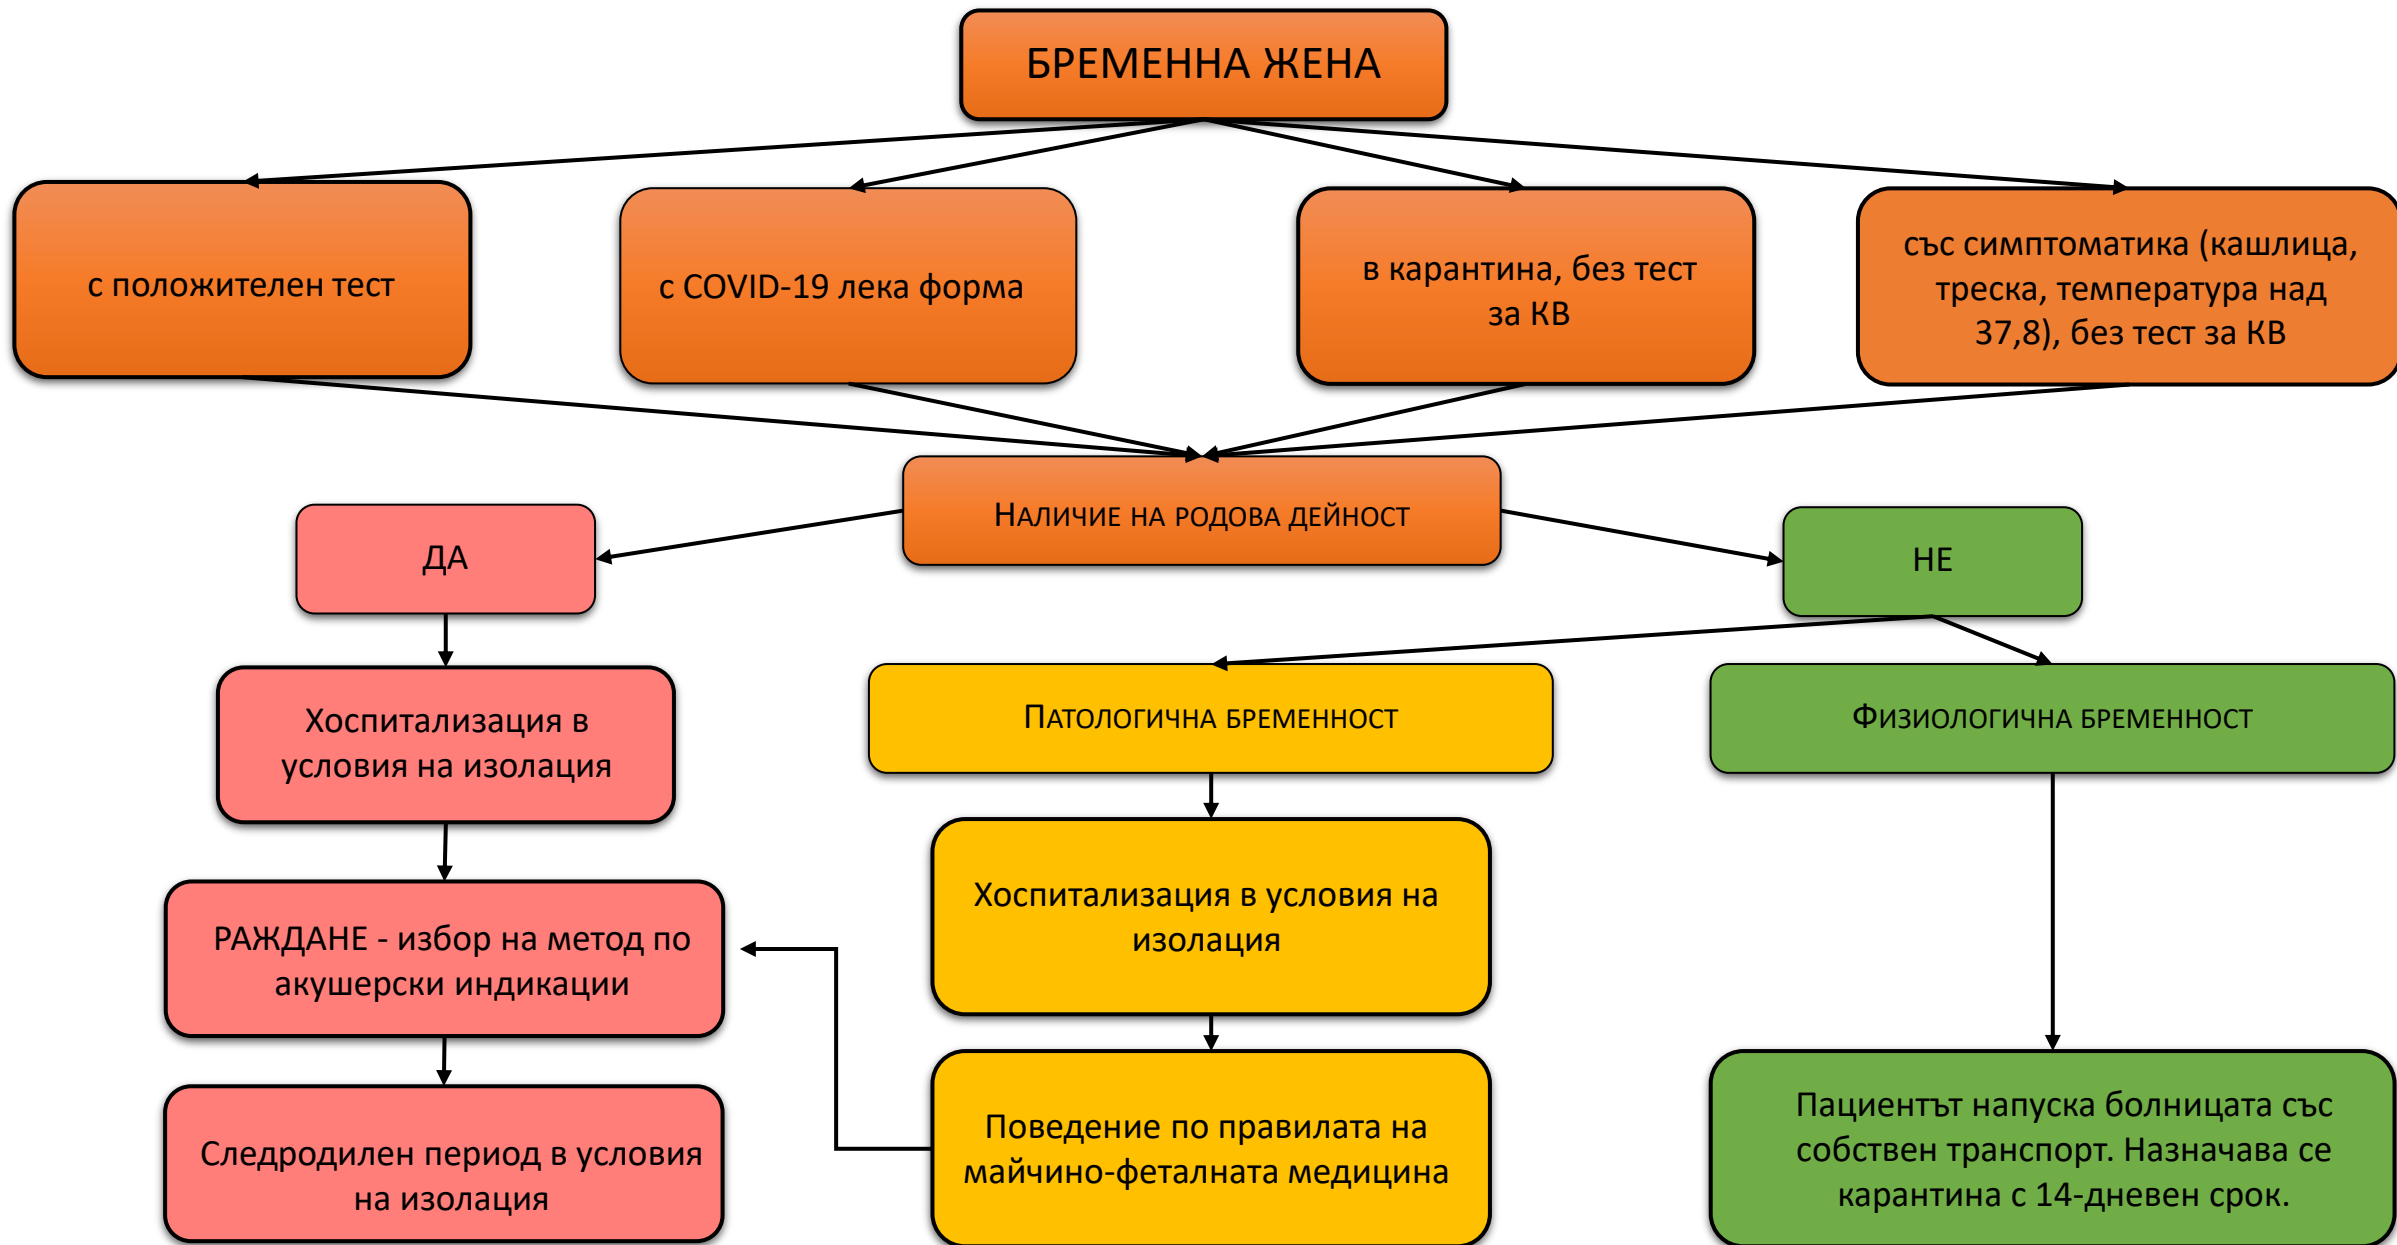 БРЕМЕННА ЖЕНА
с положителен тест
с COVID-19 лека форма
в карантина, без тест
за КВ
със симптоматика (кашлица,
треска, температура над
37,8), без тест за КВ
Наличие на родова дейност
ДА
НЕ
Хоспитализация в
условия на изолация
Патологична бременност
Физиологична бременност
РАЖДАНЕ - избор на метод по
акушерски индикации
Хоспитализация в условия на
изолация
Следродилен период в условия
на изолация
Поведение по правилата на
майчино-феталната медицина
Пациентът напуска болницата със
собствен транспорт. Назначава се
карантина с 14-дневен срок.